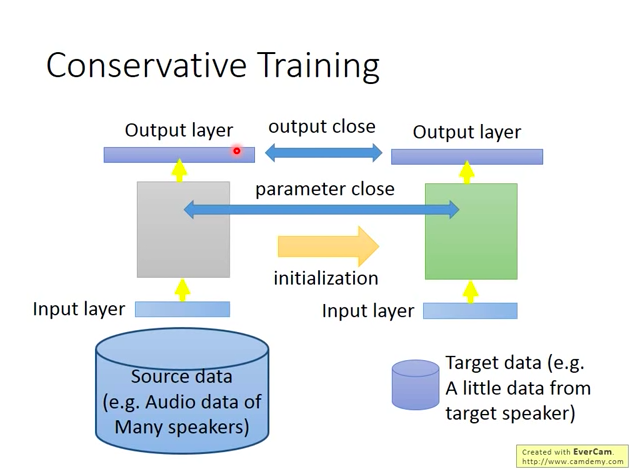 Conservative Training
Output layer
output close
Output layer
parameter close
initialization
Input layer
Input layer
Source data
(e.g. Audio data of
Many speakers)
Target data (e.g.
A little data from
target speaker)
Created with EverCam.
http://www.camdemy.com